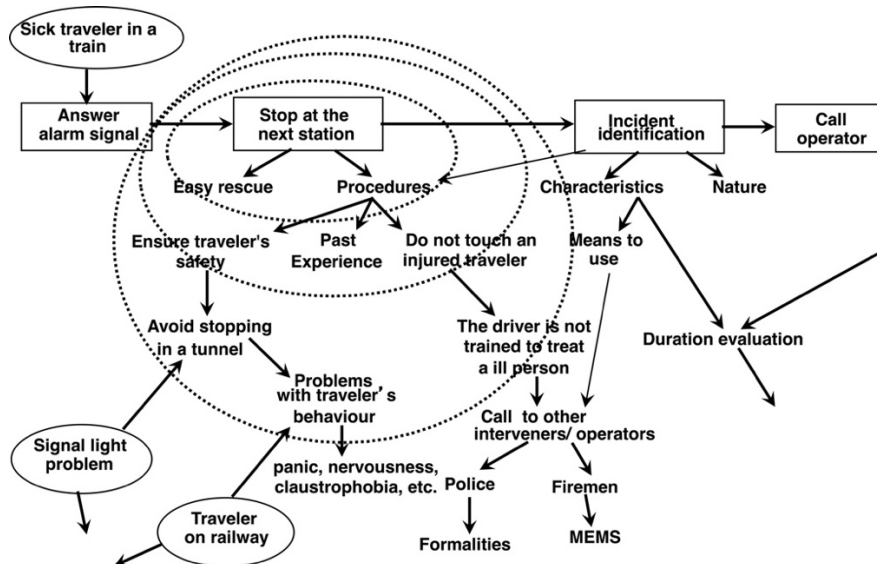 Sick traveler in a
train
Answer
alarm signal
Stop at the
next station
Incident
identification
Call
operator
Easy rescue
Procedures
Characteristics
Nature
Ensure traveler's
safety
Past
Experience
Do not touch an
injured traveler
Means to
use
Avoid stopping
in a tunnel
The driver is not
trained to treat
a ill person
Duration evaluation
Problems
with traveler's
behaviour
Call to other
interveners/ operators
Signal light
problem
panic, nervousness,
claustrophobia, etc.
Police
Firemen
Traveler
on railway
Formalities
MEMS